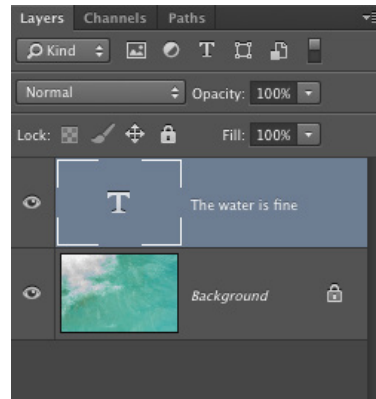 Layers Channels Paths
Kind T
Normal Opacity: 100%
Lock: Fill: 100%
T The water is fine
Background